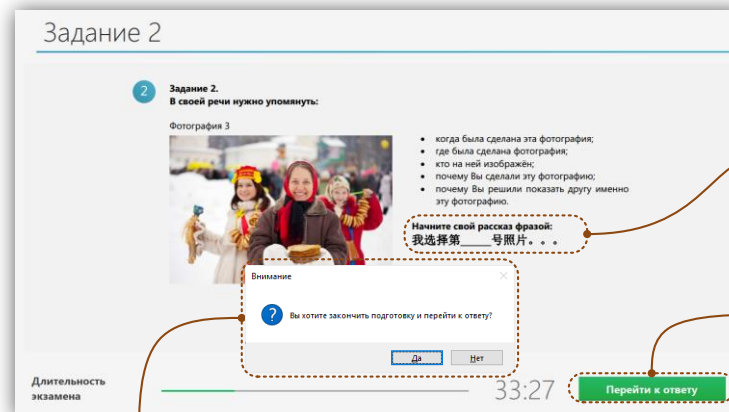 Задание 2
2
Задание 2.
В своей речи нужно упомянуть:
Фотография 3
• когда была сделана эта фотография;
• где была сделана фотография;
• кто на ней изображён;
• почему Вы сделали эту фотографию;
• почему Вы решили показать другу именно
эту фотографию.
Начните свой рассказ фразой:
我选择第____号照片。。。
Внимание
Вы хотите закончить подготовку и перейти к ответу?
Да
Нет
Длительность
экзамена
33:27
Перейти к ответу